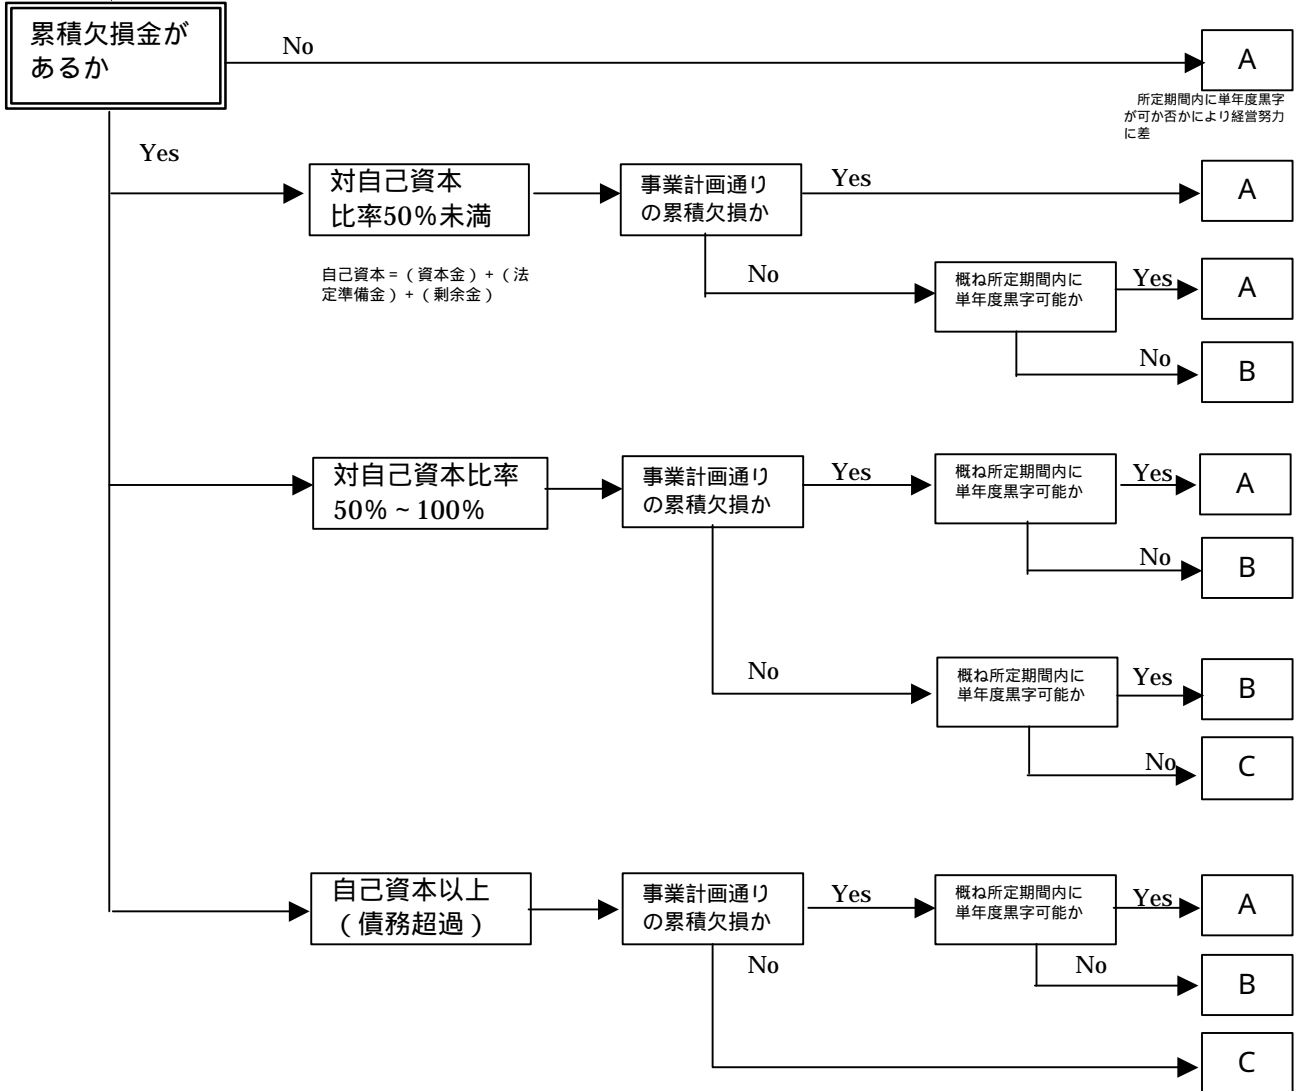 累積欠損金が
あるか
No
A
所定期間内に単年度黒字
が可か否かにより経営努力
に差
Yes
対自己資本
比率50%未満
事業計画通り
の累積欠損か
Yes
A
自己資本=(資本金)+(法
定準備金)+(剰余金)
No
概ね所定期間内に
単年度黒字可能か
Yes
A
No
B
対自己資本比率
50%~100%
事業計画通り
の累積欠損か
Yes
概ね所定期間内に
単年度黒字可能か
Yes
A
No
B
No
概ね所定期間内に
単年度黒字可能か
Yes
B
No
C
自己資本以上
(債務超過)
事業計画通り
の累積欠損か
Yes
概ね所定期間内に
単年度黒字可能か
Yes
A
No
No
B
C